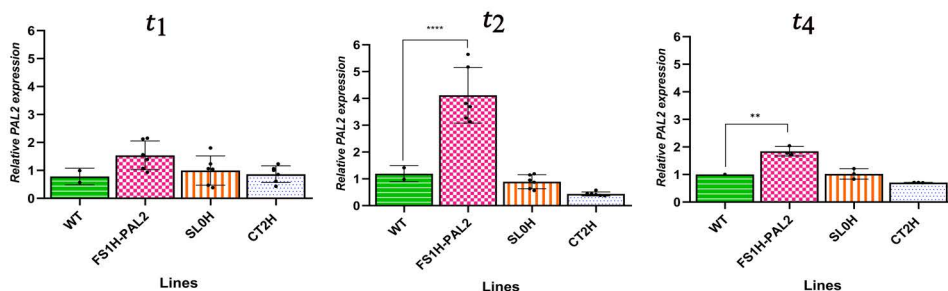 t1
Relative PAL2 expression
6
5
4
3
2
1
0
WT
FS1H-PAL2
SL0H
CT2H
Lines
t2
Relative PAL2 expression
6
5
4
3
2
1
0
****
WT
FS1H-PAL2
SL0H
CT2H
Lines
t4
Relative PAL2 expression
6
5
4
3
2
1
0
**
WT
FS1H-PAL2
SL0H
CT2H
Lines